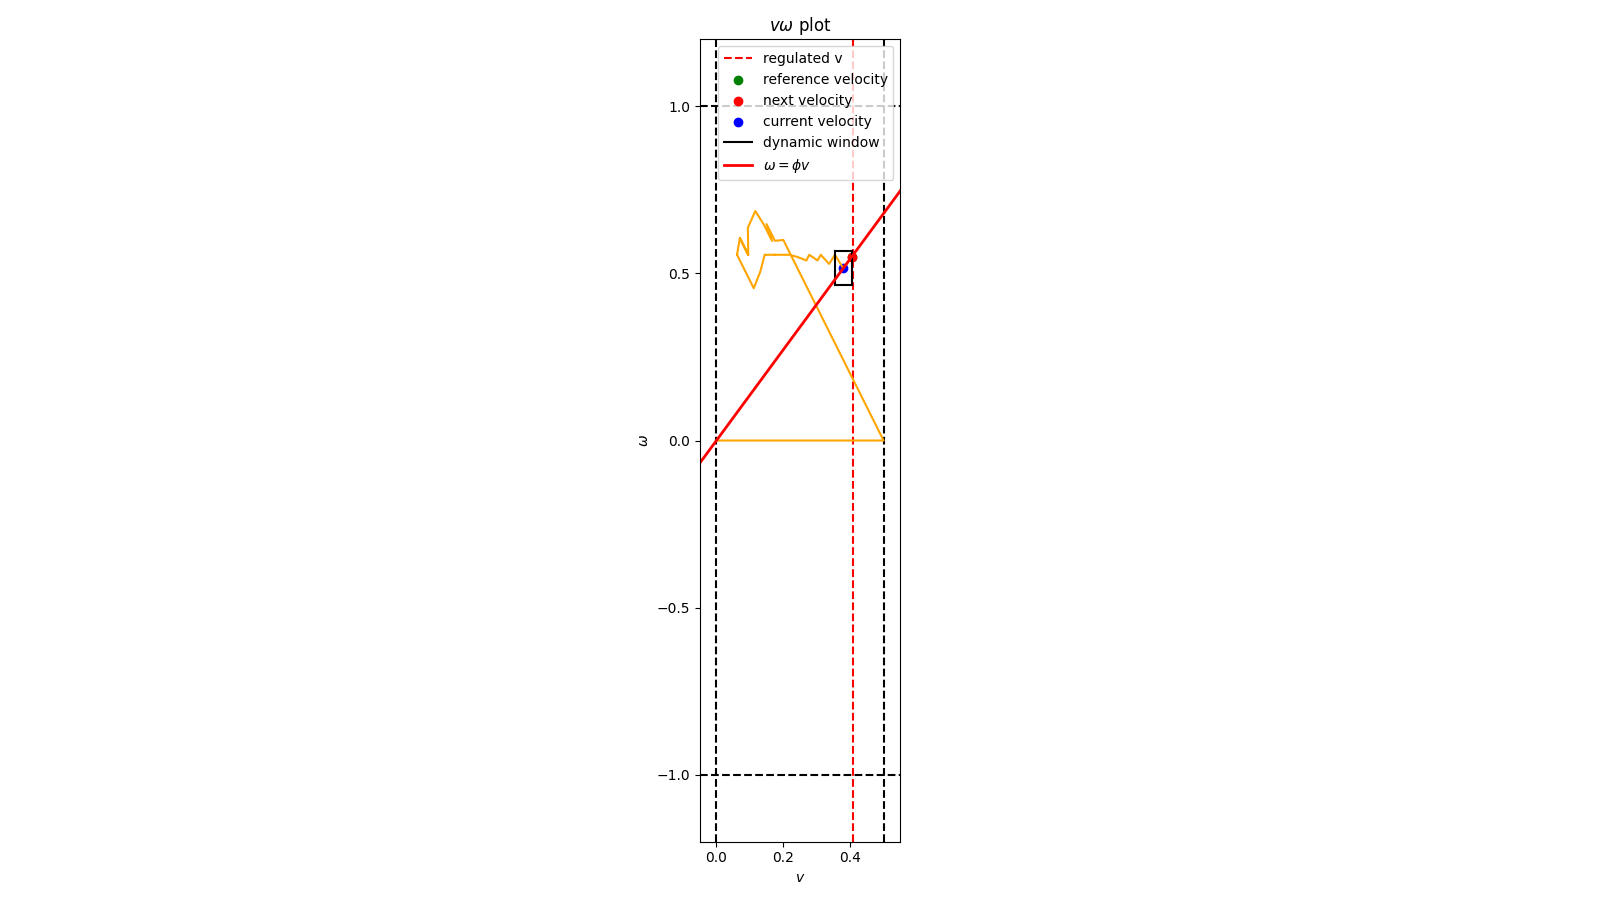 vω plot
regulated v
reference velocity
next velocity
current velocity
dynamic window
ω = ϕv
1.0
0.5
0.0
−0.5
−1.0
ω
0.0 0.2 0.4
v